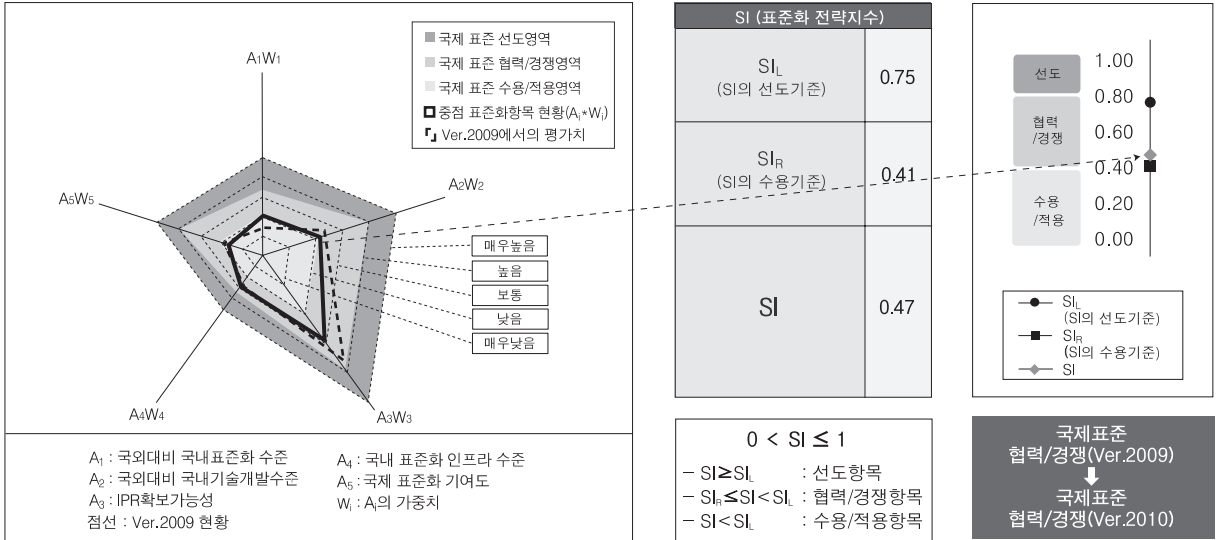 국제 표준 선도영역
국제 표준 협력/경쟁영역
국제 표준 수용/적용영역
중점 표준화항목 현황(Ai*Wi)
Ver.2009에서의 평가치
A1W1
A2W2
A3W3
A4W4
A5W5
매우높음
높음
보통
낮음
매우낮음
A1 : 국외대비 국내표준화 수준
A2 : 국외대비 국내기술개발수준
A3 : IPR확보가능성
점선 : Ver.2009 현황
A4 : 국내 표준화 인프라 수준
A5 : 국제 표준화 기여도
Wi : Ai의 가중치
SI (표준화 전략지수)
SIL
(SI의 선도기준)
0.75
SIR
(SI의 수용기준)
0.41
SI
0.47
0 < SI ≤ 1
– SI≥SIL : 선도항목
– SIR≤SI<SIL : 협력/경쟁항목
– SI<SIL : 수용/적용항목
선도
협력
/경쟁
수용
/적용
1.00
0.80
0.60
0.40
0.20
0.00
SIL
(SI의 선도기준)
SIR
(SI의 수용기준)
SI
국제표준
협력/경쟁(Ver.2009)
국제표준
협력/경쟁(Ver.2010)